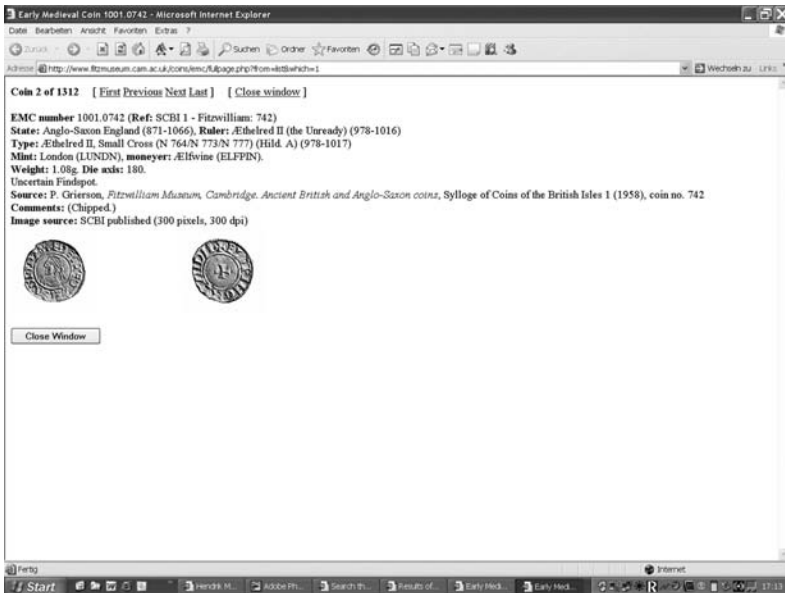 Early Medieval Coin 1001.0742 - Microsoft Internet Explorer
Datei Bearbeiten Ansicht Favoriten Extras ?
Zurück Suchen Ordner Favoriten
Adresse http://www.fitzmuseum.cam.ac.uk/coins/emc/fullpage.php?from=list&which=1 Wechseln zu Links
Coin 2 of 1312 [ First Previous Next Last ] [ Close window ]
EMC number 1001.0742 (Ref: SCBI 1 - Fitzwilliam: 742)
State: Anglo-Saxon England (871-1066), Ruler: Æthelred II (the Unready) (978-1016)
Type: Æthelred II, Small Cross (N 764/N 773/N 777) (Hild. A) (978-1017)
Mint: London (LUNDN), moneyer: Ælfwine (ELFPIN).
Weight: 1.08g. Die axis: 180.
Uncertain Findspot.
Source: P. Grierson, Fitzwilliam Museum, Cambridge. Ancient British and Anglo-Saxon coins, Sylloge of Coins of the British Isles 1 (1958), coin no. 742
Comments: (Chipped.)
Image source: SCBI published (300 pixels, 300 dpi)
Close Window
Fertig Internet
Start Hendrik M... Adobe Ph... Search th... Results of... Early Medi... Early Medi... R 17:13